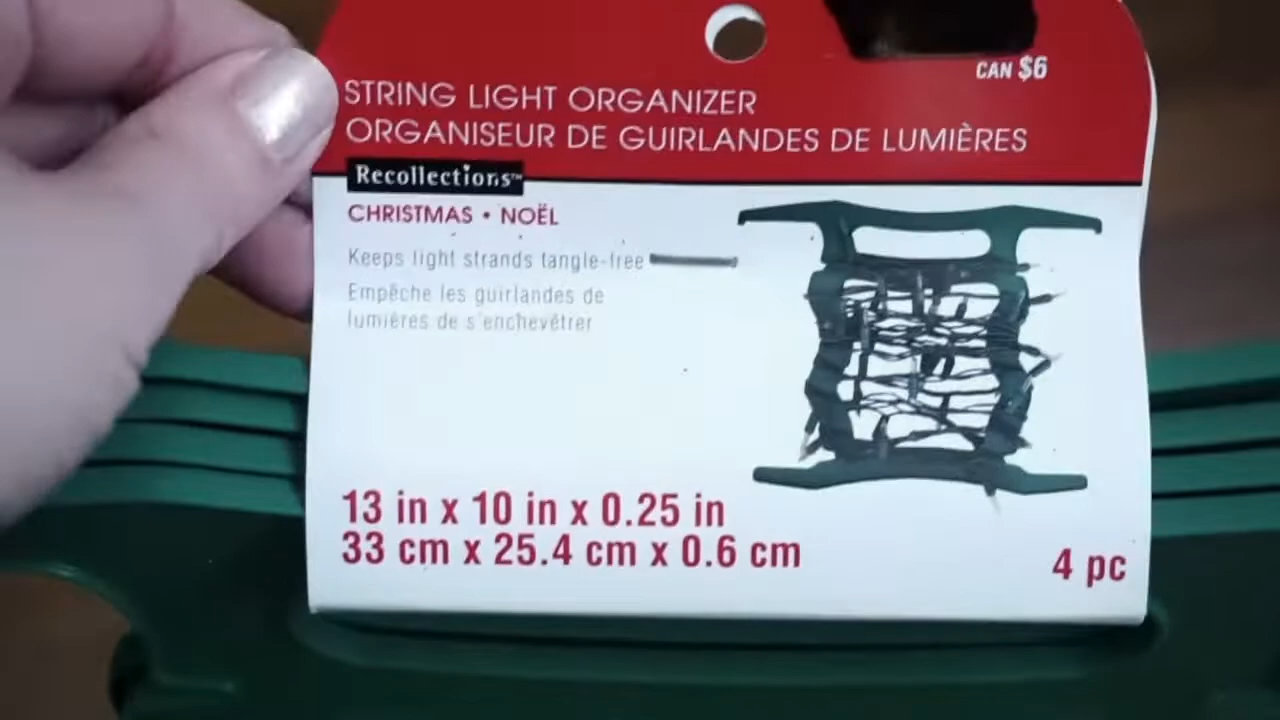 CAN $6
STRING LIGHT ORGANIZER
ORGANISEUR DE GUIRLANDES DE LUMIÈRES
Recollections™
CHRISTMAS • NOËL
Keeps light strands tangle-free
Empêche les guirlandes de
lumières de s'enchevêtrer
13 in x 10 in x 0.25 in
33 cm x 25.4 cm x 0.6 cm
4 pc